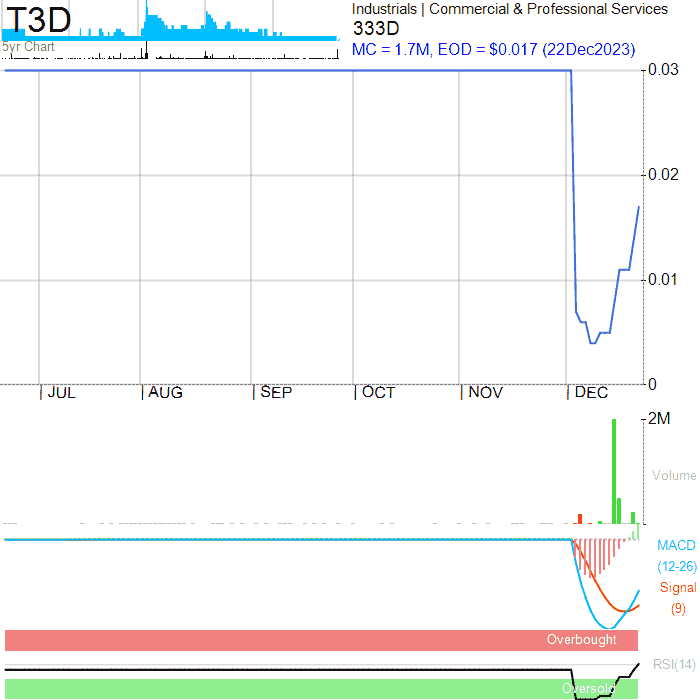 T3D
5yr Chart
Industrials | Commercial & Professional Services
333D
MC = 1.7M, EOD = $0.017 (22Dec2023)
0.03
0.02
0.01
0
| JUL | AUG | SEP | OCT | NOV | DEC
2M
Volume
MACD
(12-26)
Signal
(9)
Overbought
RSI(14)
Oversold